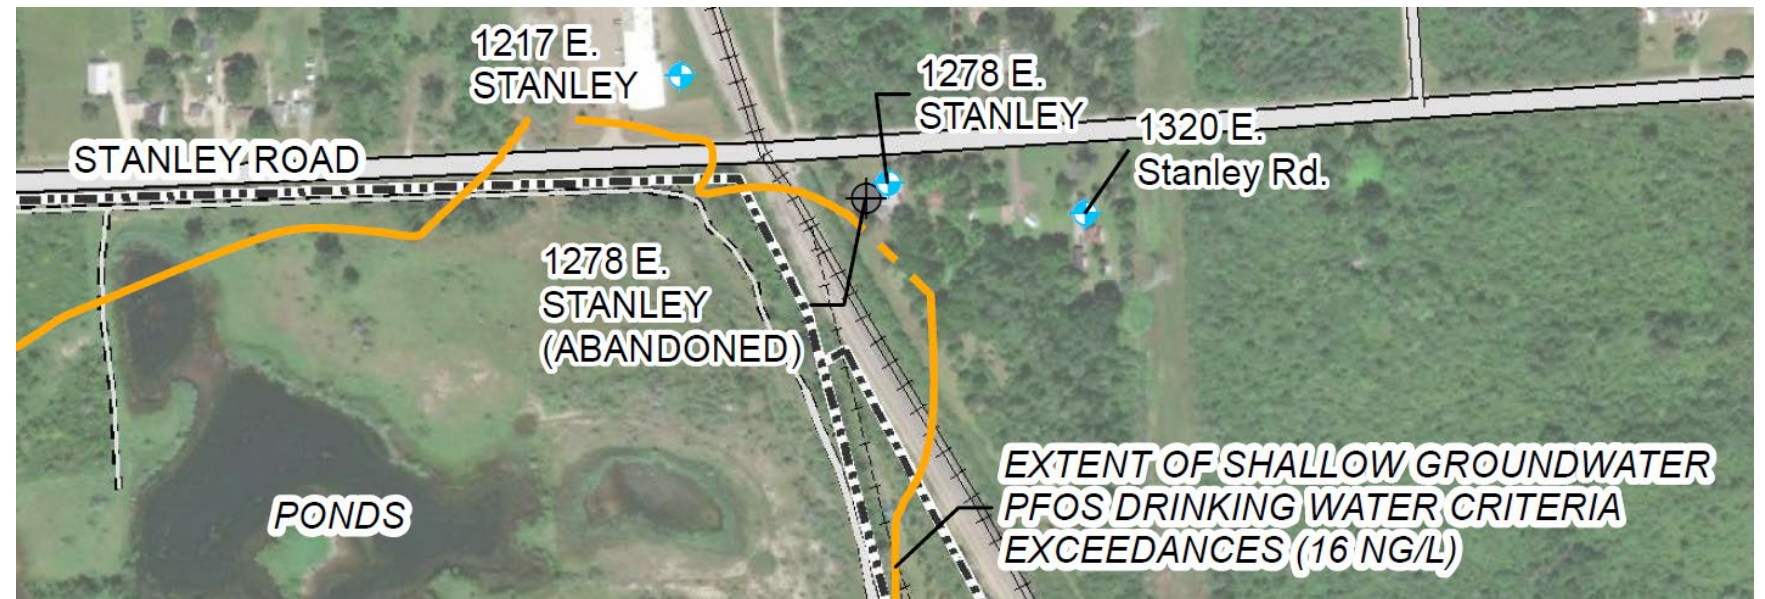 1217 E.
STANLEY
1278 E.
STANLEY
1320 E.
Stanley Rd.
STANLEY ROAD
1278 E.
STANLEY
(ABANDONED)
PONDS
EXTENT OF SHALLOW GROUNDWATER
PFOS DRINKING WATER CRITERIA
EXCEEDANCES (16 NG/L)